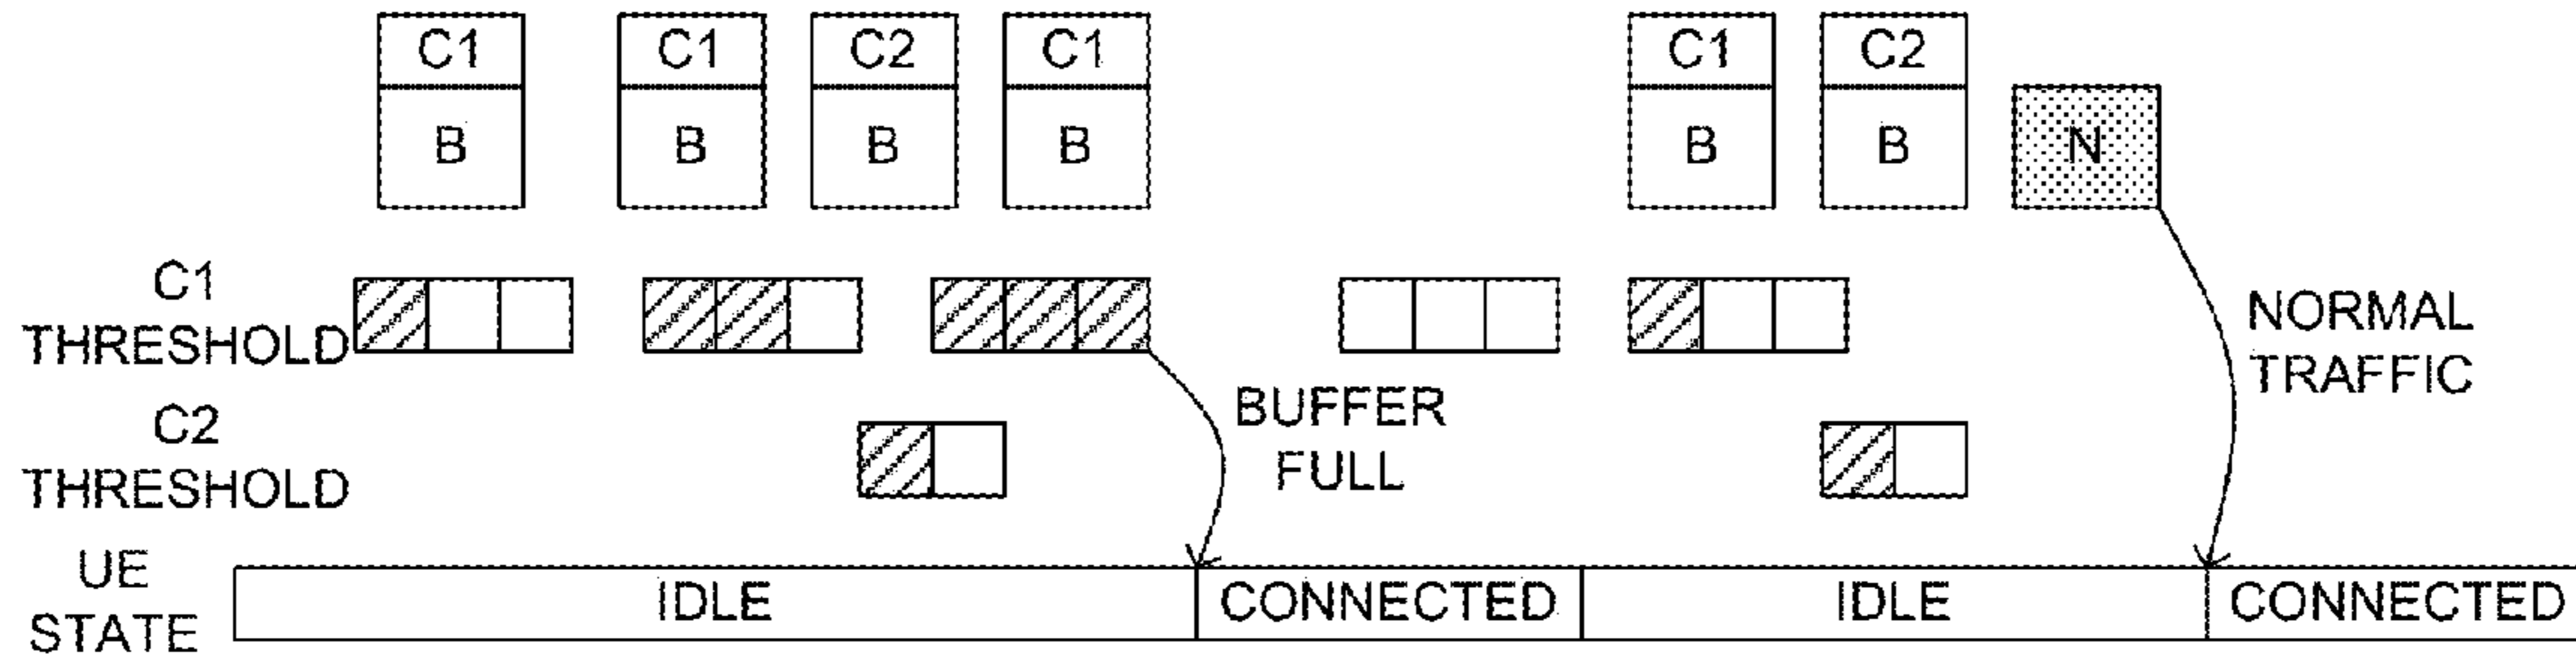 C1 C1 C2 C1 C1 C2
B B B B B B N
C1
THRESHOLD
NORMAL
TRAFFIC
BUFFER
FULL
C2
THRESHOLD
UE
STATE
IDLE CONNECTED IDLE CONNECTED